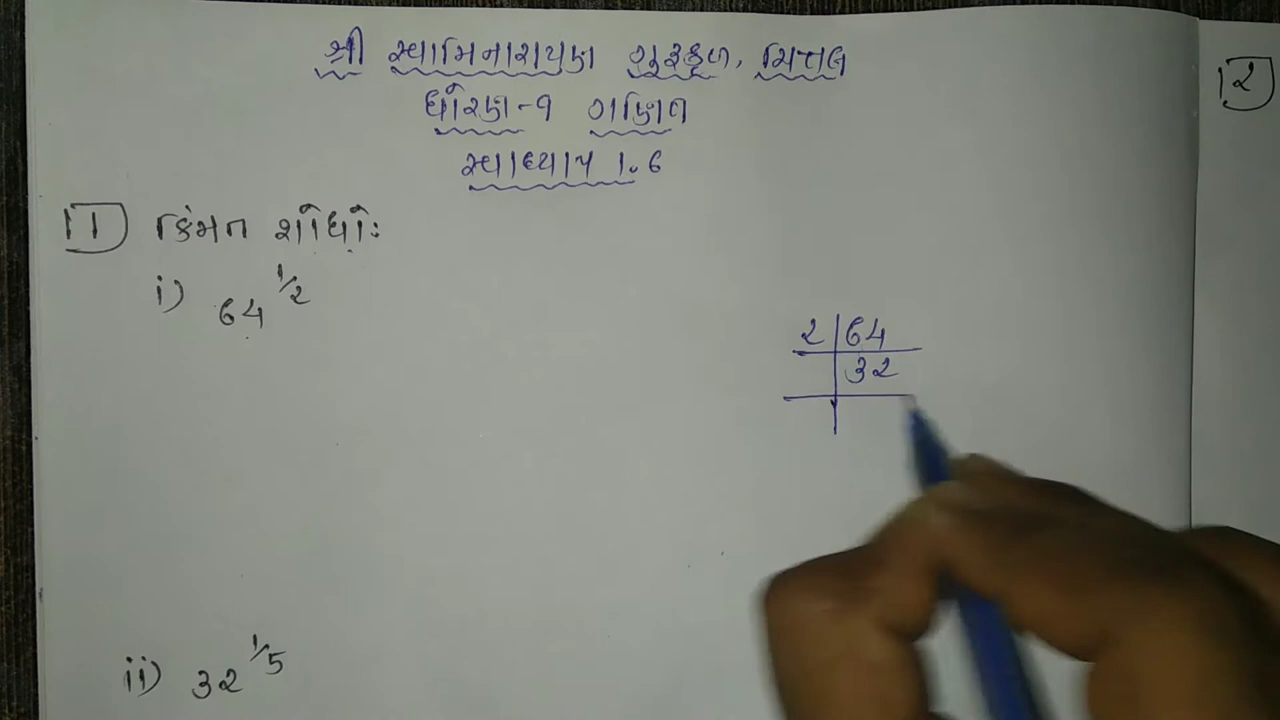 શ્રી સ્વામિનારાયણ ગુરૂકુળ, મિત્તલ
ધોરણ-૧ ગણિત
સ્વાધ્યાય 1.6
1 કિંમત શોધો:
i) 64^1/2
2 | 64
32
ii) 32^1/5
2